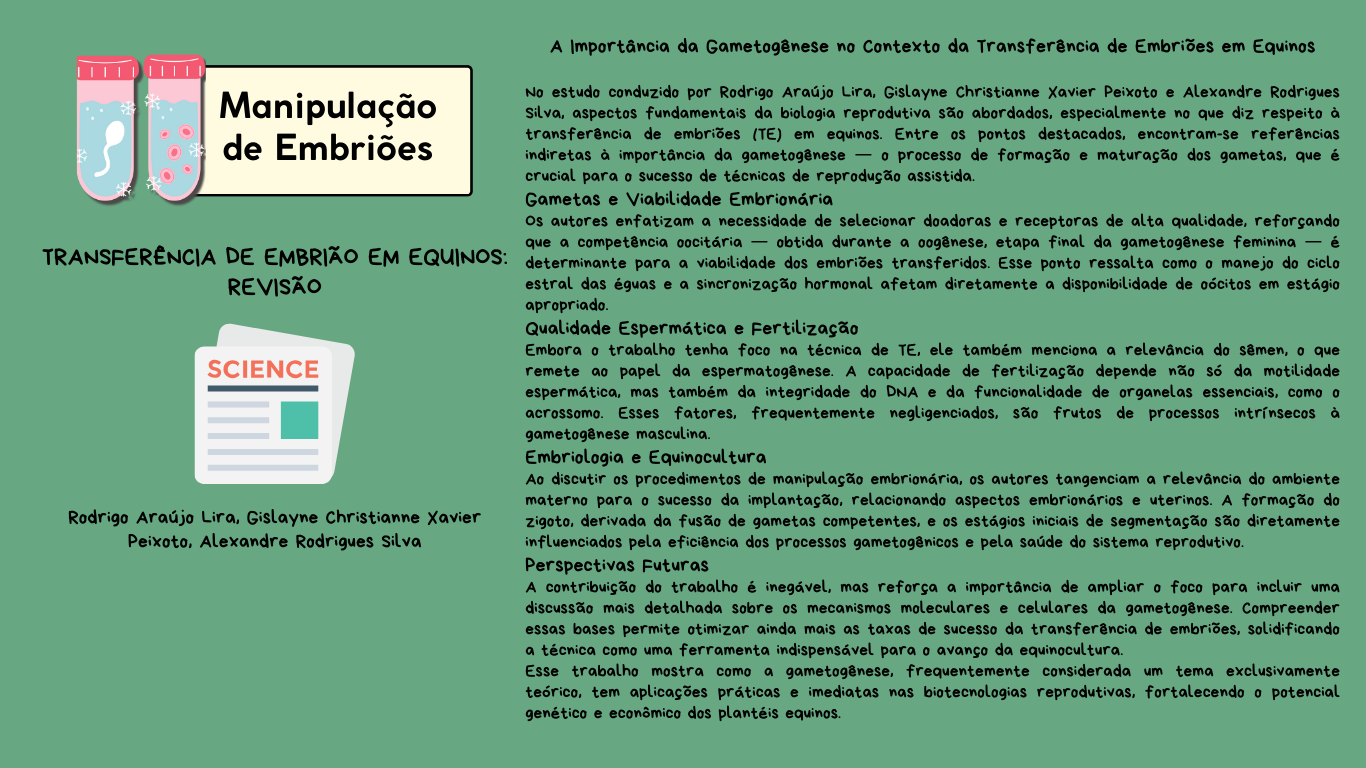 Manipulação
de Embriões
TRANSFERÊNCIA DE EMBRIÃO EM EQUINOS:
REVISÃO
SCIENCE
Rodrigo Araújo Lira, Gislayne Christianne Xavier
Peixoto, Alexandre Rodrigues Silva
A Importância da Gametogênese no Contexto da Transferência de Embriões em Equinos
No estudo conduzido por Rodrigo Araújo Lira, Gislayne Christianne Xavier Peixoto e Alexandre Rodrigues
Silva, aspectos fundamentais da biologia reprodutiva são abordados, especialmente no que diz respeito à
transferência de embriões (TE) em equinos. Entre os pontos destacados, encontram-se referências
indiretas à importância da gametogênese — o processo de formação e maturação dos gametas, que é
crucial para o sucesso de técnicas de reprodução assistida.
Gametas e Viabilidade Embrionária
Os autores enfatizam a necessidade de selecionar doadoras e receptoras de alta qualidade, reforçando
que a competência oocitária — obtida durante a oogênese, etapa final da gametogênese feminina — é
determinante para a viabilidade dos embriões transferidos. Esse ponto ressalta como o manejo do ciclo
estral das éguas e a sincronização hormonal afetam diretamente a disponibilidade de oócitos em estágio
apropriado.
Qualidade Espermática e Fertilização
Embora o trabalho tenha foco na técnica de TE, ele também menciona a relevância do sêmen, o que
remete ao papel da espermatogênese. A capacidade de fertilização depende não só da motilidade
espermática, mas também da integridade do DNA e da funcionalidade de organelas essenciais, como o
acrossomo. Esses fatores, frequentemente negligenciados, são frutos de processos intrínsecos à
gametogênese masculina.
Embriologia e Equinocultura
Ao discutir os procedimentos de manipulação embrionária, os autores tangenciam a relevância do ambiente
materno para o sucesso da implantação, relacionando aspectos embrionários e uterinos. A formação do
zigoto, derivada da fusão de gametas competentes, e os estágios iniciais de segmentação são diretamente
influenciados pela eficiência dos processos gametogênicos e pela saúde do sistema reprodutivo.
Perspectivas Futuras
A contribuição do trabalho é inegável, mas reforça a importância de ampliar o foco para incluir uma
discussão mais detalhada sobre os mecanismos moleculares e celulares da gametogênese. Compreender
essas bases permite otimizar ainda mais as taxas de sucesso da transferência de embriões, solidificando
a técnica como uma ferramenta indispensável para o avanço da equinocultura.
Esse trabalho mostra como a gametogênese, frequentemente considerada um tema exclusivamente
teórico, tem aplicações práticas e imediatas nas biotecnologias reprodutivas, fortalecendo o potencial
genético e econômico dos plantéis equinos.